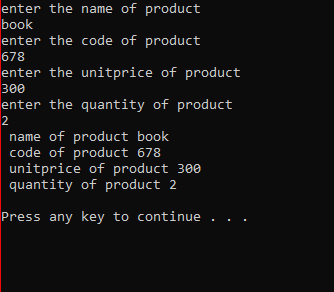 enter the name of product
book
enter the code of product
678
enter the unitprice of product
300
enter the quantity of product
2
name of product book
code of product 678
unitprice of product 300
quantity of product 2
Press any key to continue . . .